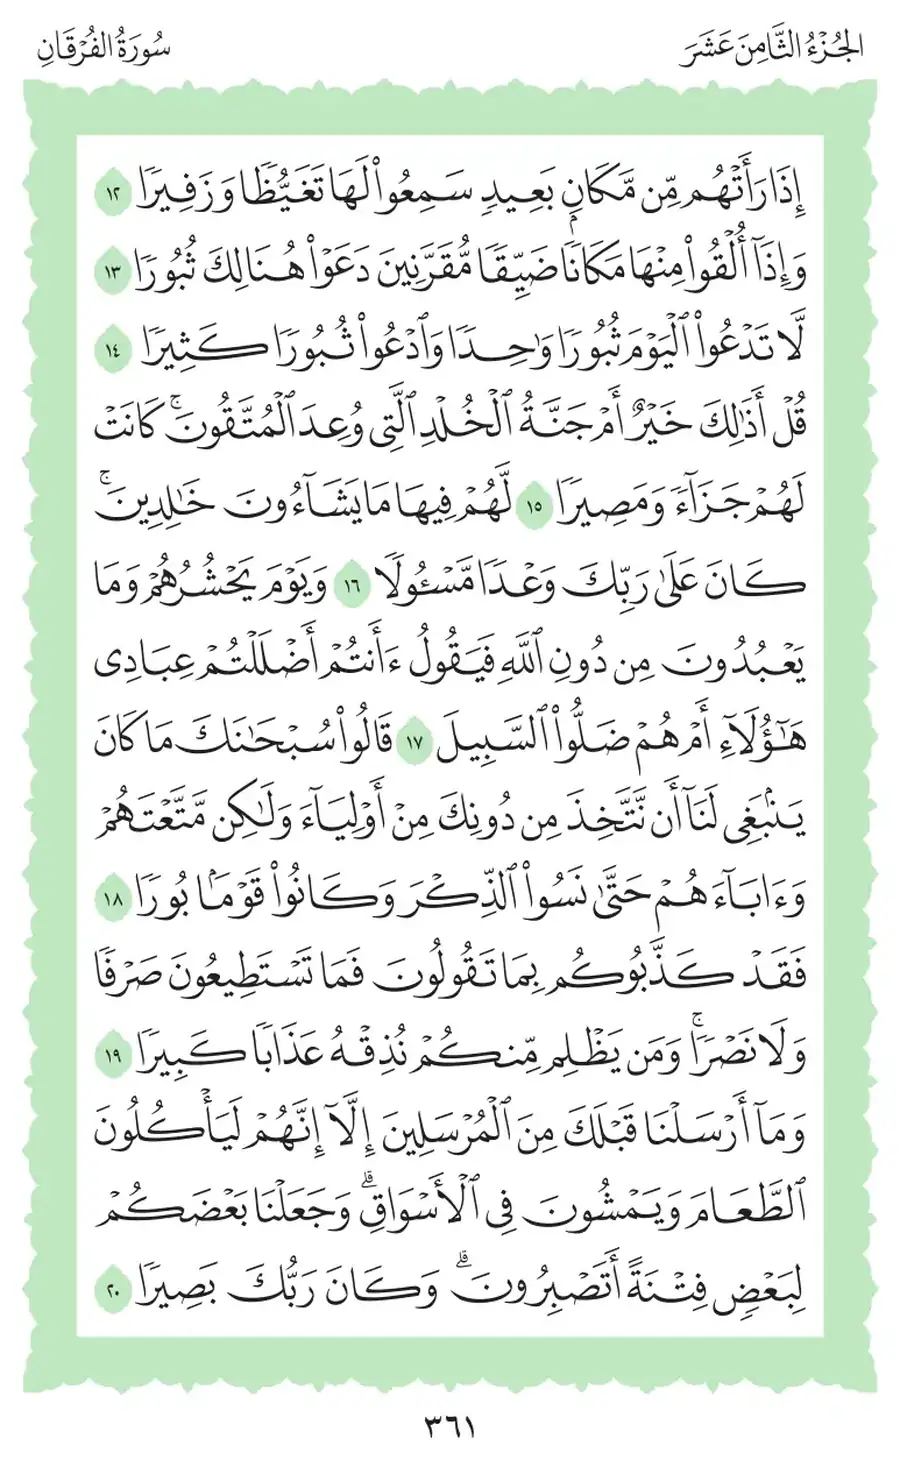 الجُزْءُ الثَّامِنَ عَشَرَ
سُورَةُ الفُرْقَانِ
إِذَا رَأَتْهُم مِّن مَّكَانٍۭ بَعِيدٖ سَمِعُواْ لَهَا تَغَيُّظٗا وَزَفِيرٗا ١٢
وَإِذَآ أُلۡقُواْ مِنۡهَا مَكَانٗا ضَيِّقٗا مُّقَرَّنِينَ دَعَوۡاْ هُنَالِكَ ثُبُورٗا ١٣
لَّا تَدۡعُواْ ٱلۡيَوۡمَ ثُبُورٗا وَٰحِدٗا وَٱدۡعُواْ ثُبُورٗا كَثِيرٗا ١٤
قُلۡ أَذَٰلِكَ خَيۡرٌ أَمۡ جَنَّةُ ٱلۡخُلۡدِ ٱلَّتِي وُعِدَ ٱلۡمُتَّقُونَۚ كَانَتۡ
لَهُمۡ جَزَآءٗ وَمَصِيرٗا ١٥ لَّهُمۡ فِيهَا مَا يَشَآءُونَ خَٰلِدِينَۚ
كَانَ عَلَىٰ رَبِّكَ وَعۡدٗا مَّسۡـُٔولٗا ١٦ وَيَوۡمَ يَحۡشُرُهُمۡ وَمَا
يَعۡبُدُونَ مِن دُونِ ٱللَّهِ فَيَقُولُ ءَأَنتُمۡ أَضۡلَلۡتُمۡ عِبَادِي
هَٰٓؤُلَآءِ أَمۡ هُمۡ ضَلُّواْ ٱلسَّبِيلَ ١٧ قَالُواْ سُبۡحَٰنَكَ مَا كَانَ
يَنۢبَغِي لَنَآ أَن نَّتَّخِذَ مِن دُونِكَ مِنۡ أَوۡلِيَآءَ وَلَٰكِن مَّتَّعۡتَهُمۡ
وَءَابَآءَهُمۡ حَتَّىٰ نَسُواْ ٱلذِّكۡرَ وَكَانُواْ قَوۡمَۢا بُورٗا ١٨
فَقَدۡ كَذَّبُوكُم بِمَا تَقُولُونَ فَمَا تَسۡتَطِيعُونَ صَرۡفٗا
وَلَا نَصۡرٗاۚ وَمَن يَظۡلِم مِّنكُمۡ نُذِقۡهُ عَذَابٗا كَبِيرٗا ١٩
وَمَآ أَرۡسَلۡنَا قَبۡلَكَ مِنَ ٱلۡمُرۡسَلِينَ إِلَّآ إِنَّهُمۡ لَيَأۡكُلُونَ
ٱلطَّعَامَ وَيَمۡشُونَ فِي ٱلۡأَسۡوَاقِۗ وَجَعَلۡنَا بَعۡضَكُمۡ
لِبَعۡضٖ فِتۡنَةً أَتَصۡبِرُونَۗ وَكَانَ رَبُّكَ بَصِيرٗا ٢٠
٣٦١